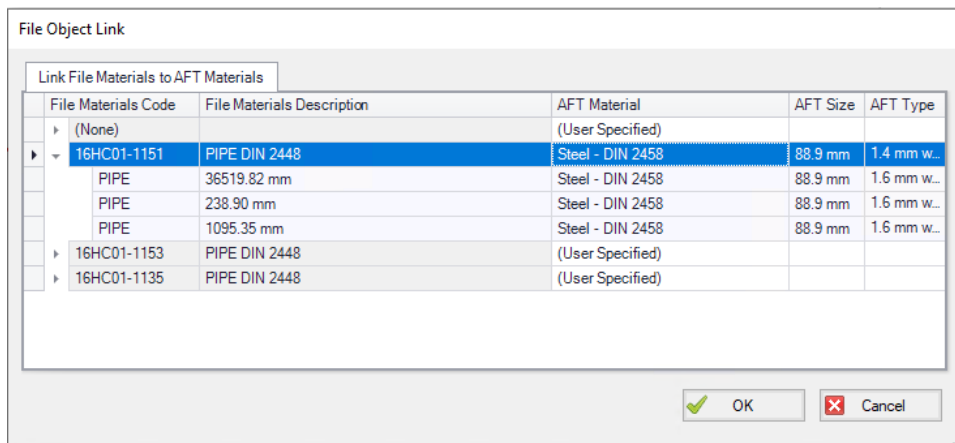 File Object Link
Link File Materials to AFT Materials
File Materials Code File Materials Description AFT Material AFT Size AFT Type
(None) (User Specified)
16HC01-1151 PIPE DIN 2448 Steel - DIN 2458 88.9 mm 1.4 mm w...
PIPE 36519.82 mm Steel - DIN 2458 88.9 mm 1.6 mm w...
PIPE 238.90 mm Steel - DIN 2458 88.9 mm 1.6 mm w...
PIPE 1095.35 mm Steel - DIN 2458 88.9 mm 1.6 mm w...
16HC01-1153 PIPE DIN 2448 (User Specified)
16HC01-1135 PIPE DIN 2448 (User Specified)
OK Cancel